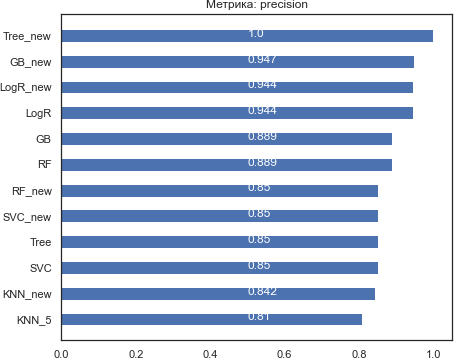 Метрика: precision
Tree_new 1.0
GB_new 0.947
LogR_new 0.944
LogR 0.944
GB 0.889
RF 0.889
RF_new 0.85
SVC_new 0.85
Tree 0.85
SVC 0.85
KNN_new 0.842
KNN_5 0.81
0.0 0.2 0.4 0.6 0.8 1.0